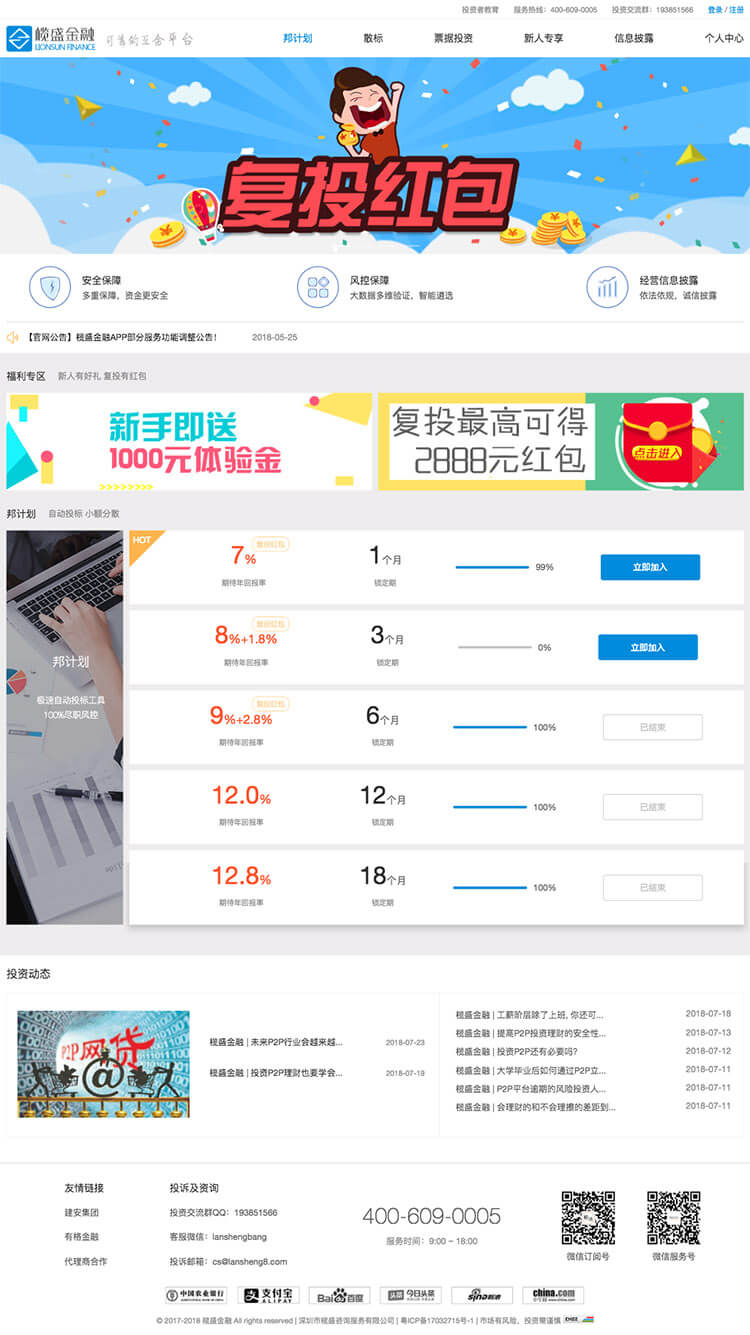 投资者教育 服务热线：400-609-0005 投资交流群：193851566 登录 / 注册
榄盛金融 可靠的互金平台
LIONSUN FINANCE
邦计划 散标 票据投资 新人专享 信息披露 个人中心
复投红包
安全保障
多重保障，资金更安全
风控保障
大数据多维验证，智能遴选
经营信息披露
依法依规，诚信披露
【官网公告】榄盛金融APP部分服务功能调整公告！ 2018-05-25
福利专区 新人有好礼 复投有红包
新手即送
1000元体验金
复投最高可得
2888元红包
点击进入
邦计划 自动投标 小额分散
邦计划
极速自动投标工具
100%尽职风控
HOT
7% 复投红包 1个月 99% 立即加入
期待年回报率 锁定期
8%+1.8% 复投红包 3个月 0% 立即加入
期待年回报率 锁定期
9%+2.8% 复投红包 6个月 100% 已结束
期待年回报率 锁定期
12.0% 12个月 100% 已结束
期待年回报率 锁定期
12.8% 18个月 100% 已结束
期待年回报率 锁定期
投资动态
P2P网贷
@
榄盛金融 | 未来P2P行业会越来越... 2018-07-23
榄盛金融 | 投资P2P理财也要学会... 2018-07-19
榄盛金融 | 工薪阶层除了上班, 你还可... 2018-07-18
榄盛金融 | 提高P2P投资理财的安全性... 2018-07-13
榄盛金融 | 投资P2P还有必要吗? 2018-07-12
榄盛金融 | 大学毕业后如何通过P2P立... 2018-07-11
榄盛金融 | P2P平台逾期的风险投资人... 2018-07-11
榄盛金融 | 会理财的和不会理擦的差距到... 2018-07-11
友情链接
建安集团
有格金融
代理商合作
投诉及资询
投资交流群QQ：193851566
客服微信：lanshengbang
投诉邮箱：cs@lansheng8.com
400-609-0005
服务时间：9:00 ~ 18:00
微信订阅号
微信服务号
中国农业银行
支付宝 ALIPAY
Bai百度
头条 今日头条
sina新浪
china.com
© 2017-2018 榄盛金融 All rights reserved | 深圳市榄盛咨询服务有限公司 | 粤ICP备17032715号-1 | 市场有风险，投资需谨慎